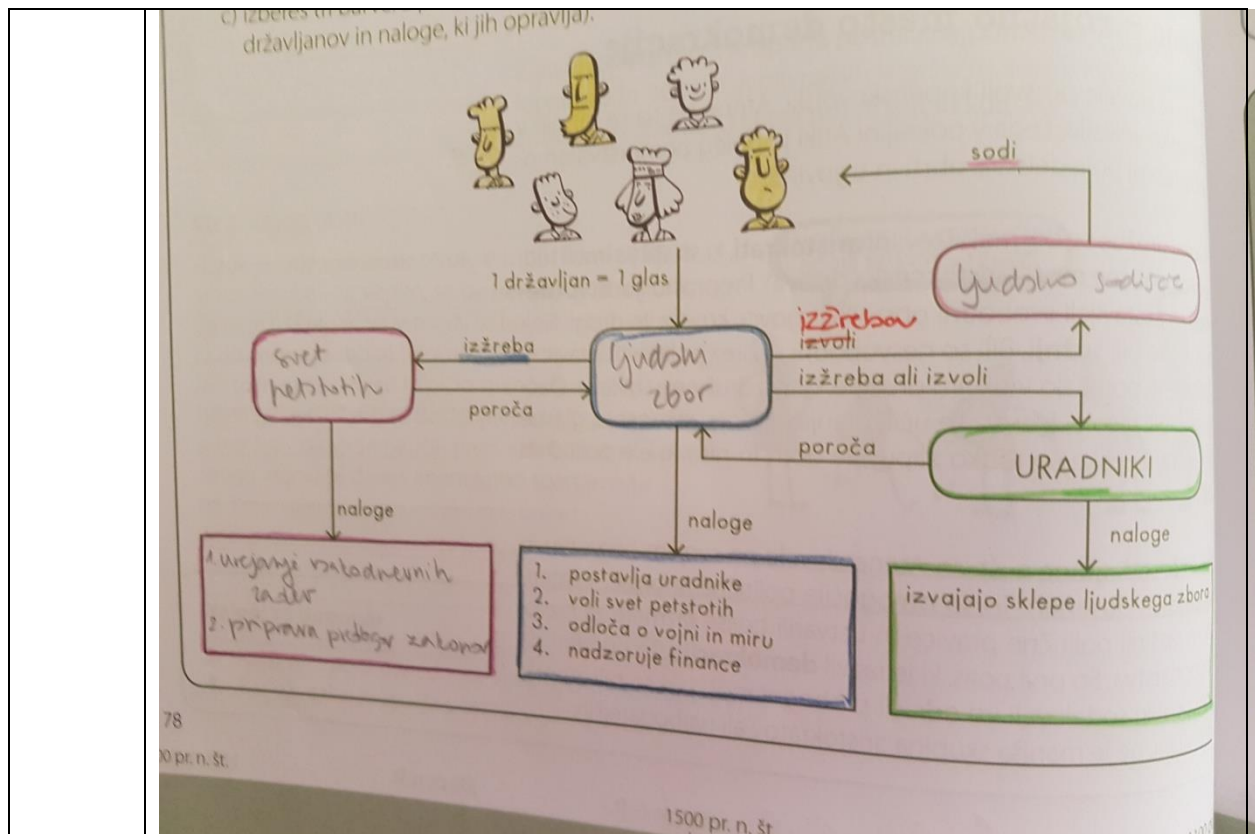 državljanov in naloge, ki jih opravlja).
sodi
1 državljan = 1 glas
ljudsko sodišče
izžreba
izvoli
svet
petstotih
izžreba
ljudski
zbor
izžreba ali izvoli
poroča
poroča
URADNIKI
naloge
naloge
naloge
1. urejanje vsakodnevnih
zadev
2. priprava predlogov zakonov
1. postavlja uradnike
2. voli svet petstotih
3. odloča o vojni in miru
4. nadzoruje finance
izvajajo sklepe ljudskega zbora
78
00 pr. n. št.
1500 pr. n. št.